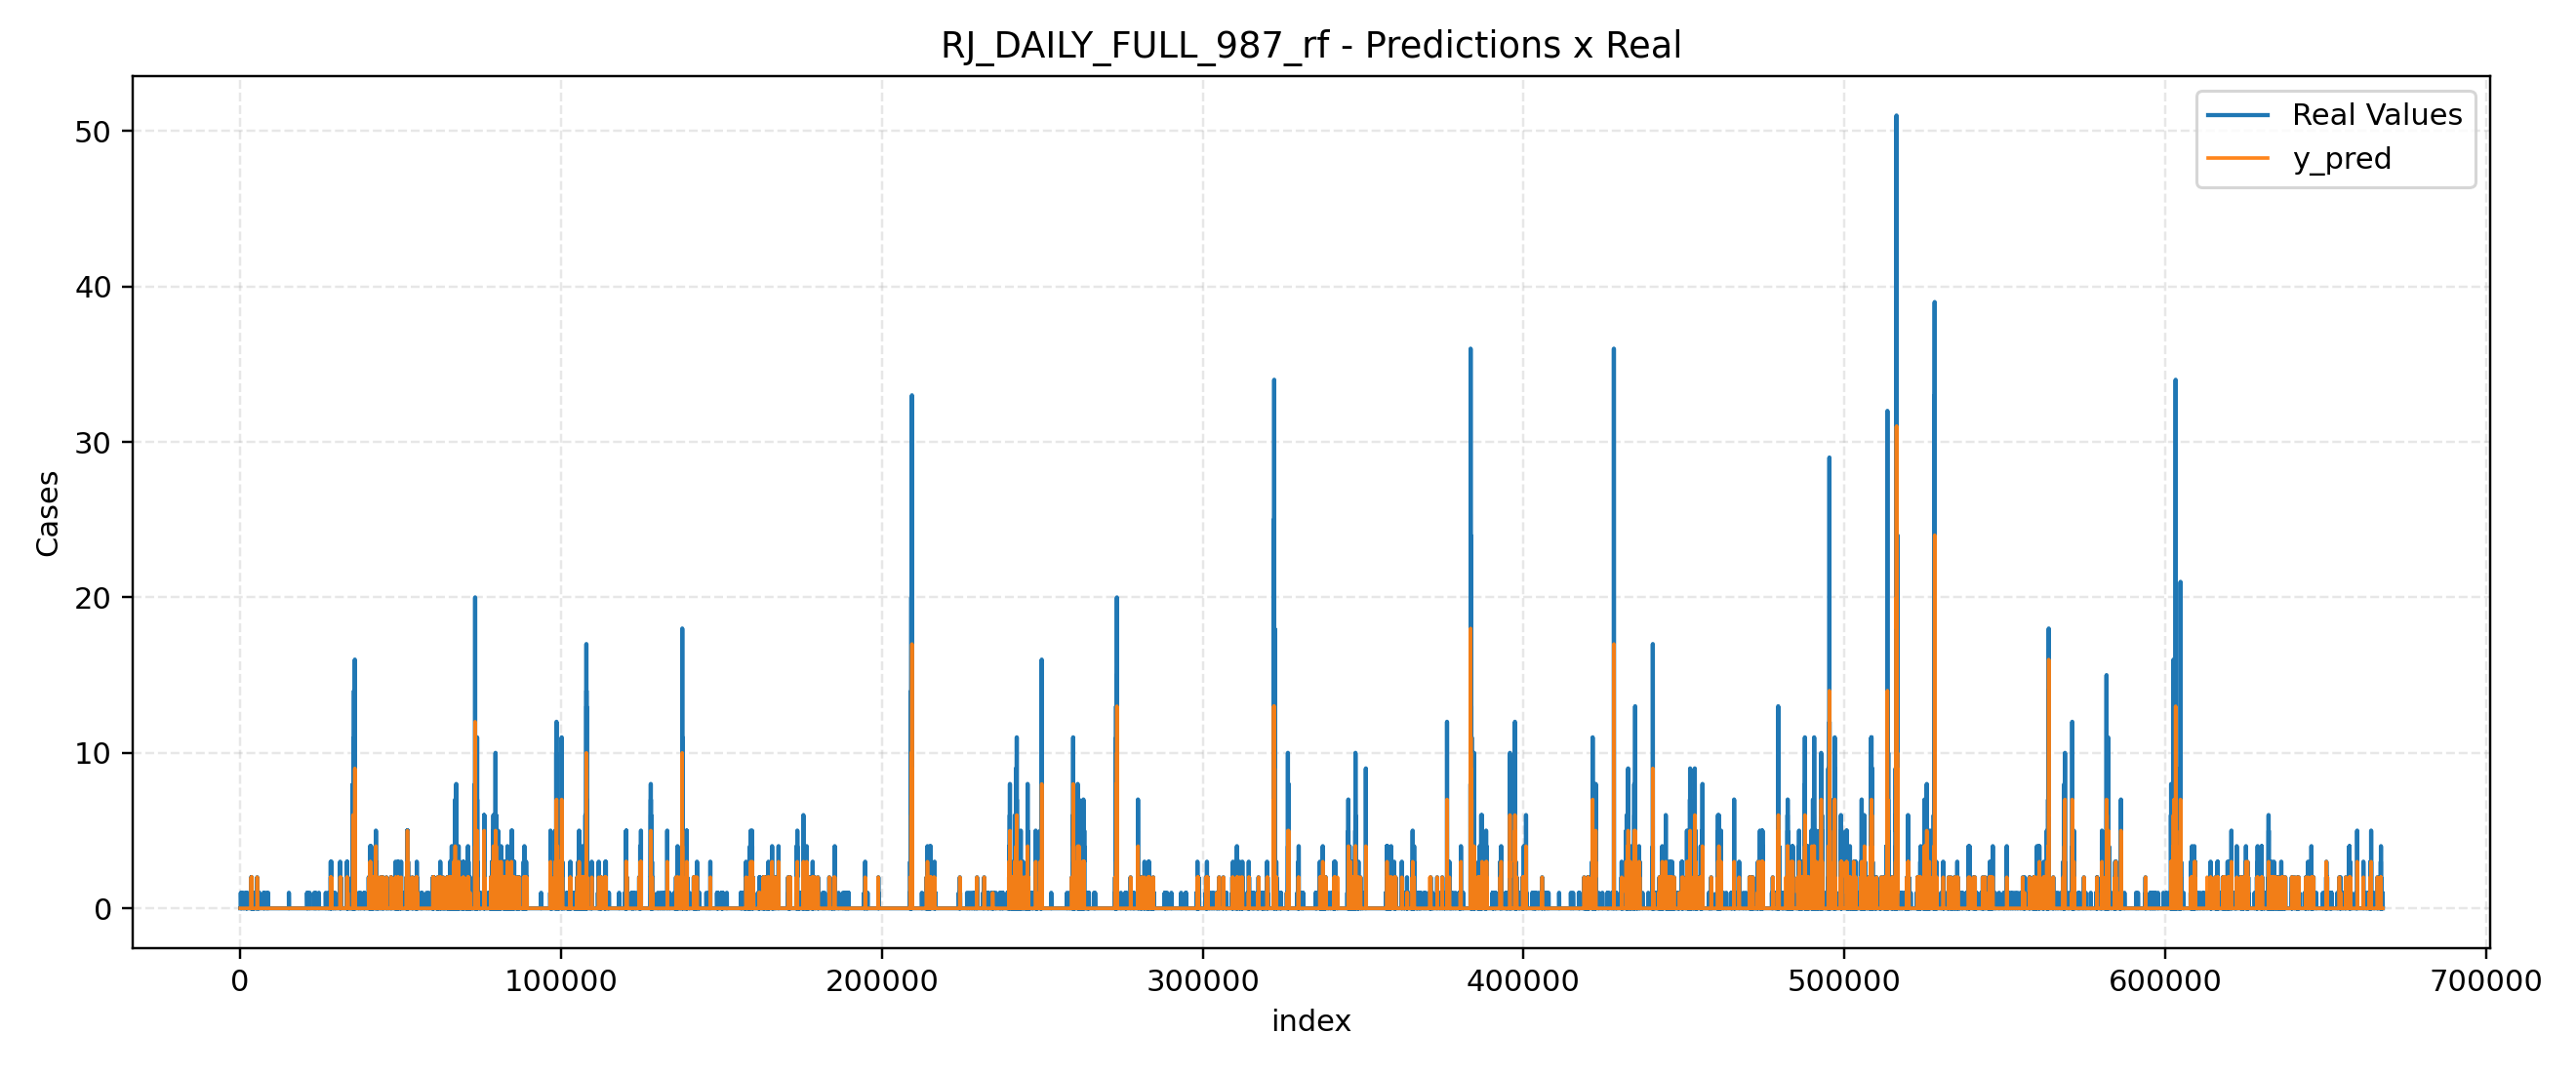 RJ_DAILY_FULL_987_rf - Predictions x Real
Real Values
y_pred
50
40
30
20
10
0
Cases
0 100000 200000 300000 400000 500000 600000 700000
index